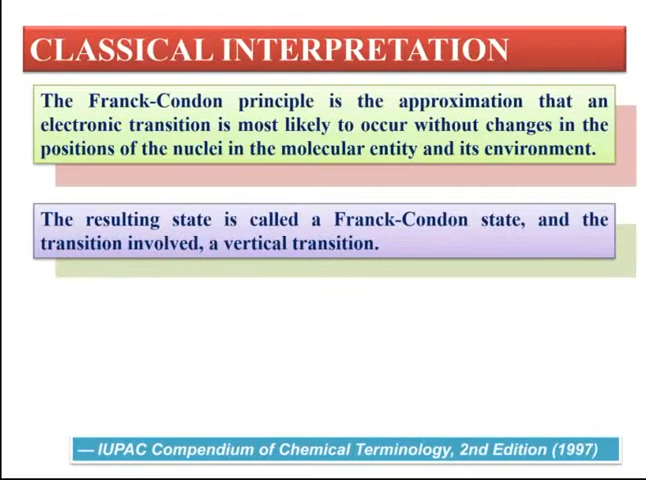 CLASSICAL INTERPRETATION
The Franck-Condon principle is the approximation that an
electronic transition is most likely to occur without changes in the
positions of the nuclei in the molecular entity and its environment.
The resulting state is called a Franck-Condon state, and the
transition involved, a vertical transition.
— IUPAC Compendium of Chemical Terminology, 2nd Edition (1997)